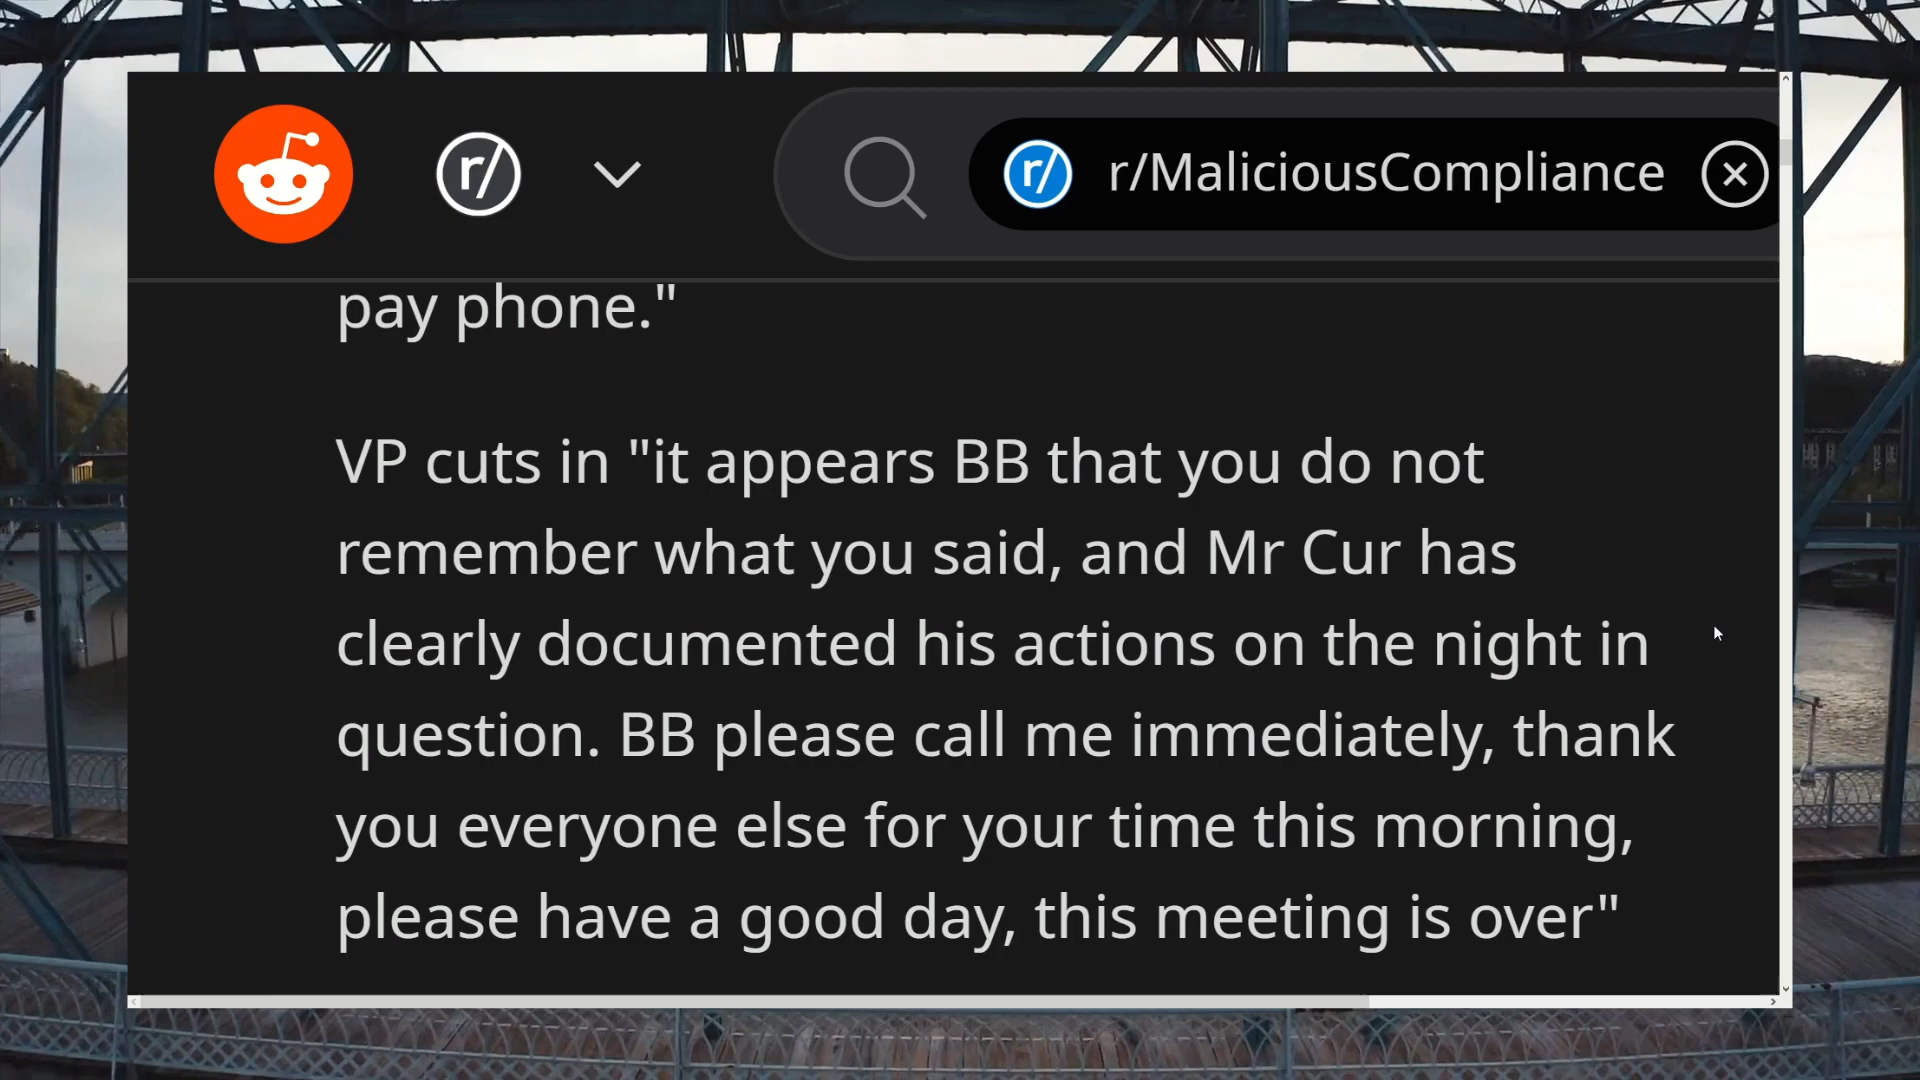 r/
r/ r/MaliciousCompliance
pay phone."
VP cuts in "it appears BB that you do not
remember what you said, and Mr Cur has
clearly documented his actions on the night in
question. BB please call me immediately, thank
you everyone else for your time this morning,
please have a good day, this meeting is over"